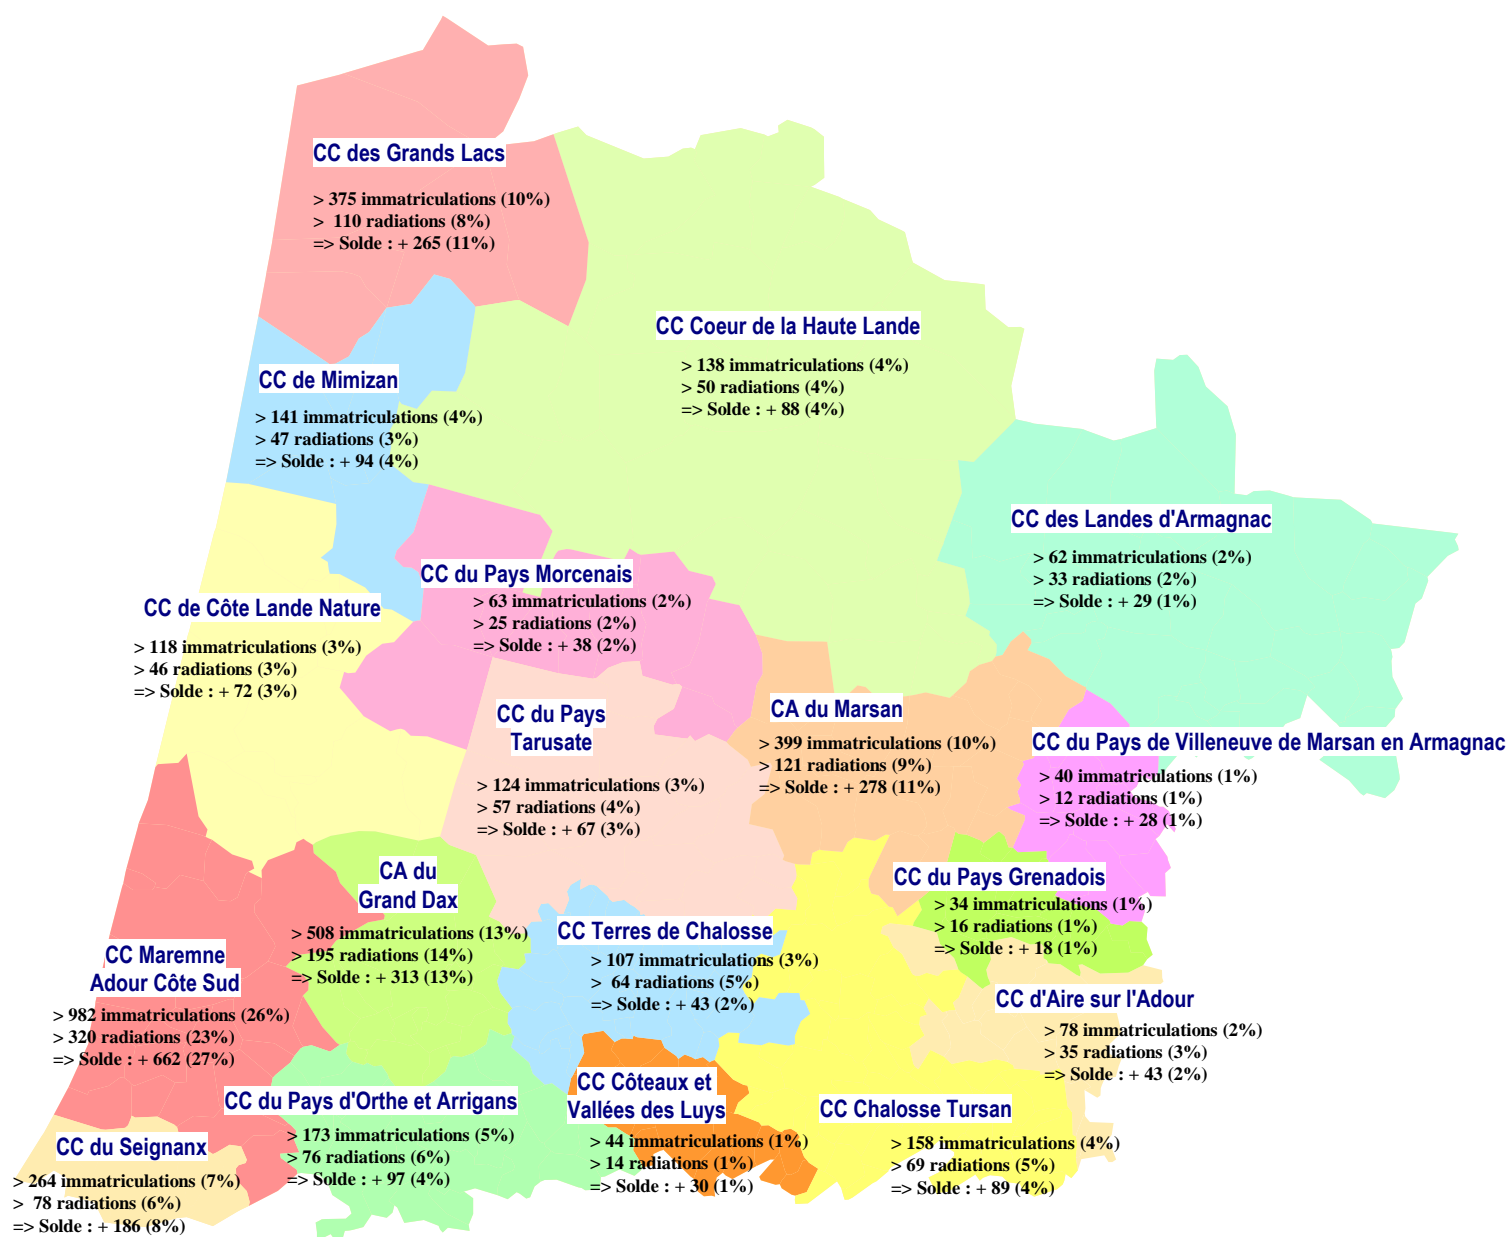 CC des Grands Lacs
> 375 immatriculations (10%)
> 110 radiations (8%)
=> Solde : + 265 (11%)
CC Coeur de la Haute Lande
> 138 immatriculations (4%)
> 50 radiations (4%)
=> Solde : + 88 (4%)
CC de Mimizan
> 141 immatriculations (4%)
> 47 radiations (3%)
=> Solde : + 94 (4%)
CC des Landes d'Armagnac
> 62 immatriculations (2%)
> 33 radiations (2%)
=> Solde : + 29 (1%)
CC du Pays Morcenais
> 63 immatriculations (2%)
> 25 radiations (2%)
=> Solde : + 38 (2%)
CC de Côte Lande Nature
> 118 immatriculations (3%)
> 46 radiations (3%)
=> Solde : + 72 (3%)
CC du Pays
Tarusate
> 124 immatriculations (3%)
> 57 radiations (4%)
=> Solde : + 67 (3%)
CA du Marsan
> 399 immatriculations (10%)
> 121 radiations (9%)
=> Solde : + 278 (11%)
CC du Pays de Villeneuve de Marsan en Armagnac
> 40 immatriculations (1%)
> 12 radiations (1%)
=> Solde : + 28 (1%)
CA du
Grand Dax
> 508 immatriculations (13%)
> 195 radiations (14%)
=> Solde : + 313 (13%)
CC du Pays Grenadois
> 34 immatriculations (1%)
> 16 radiations (1%)
=> Solde : + 18 (1%)
CC Terres de Chalosse
> 107 immatriculations (3%)
> 64 radiations (5%)
=> Solde : + 43 (2%)
CC Maremne
Adour Côte Sud
> 982 immatriculations (26%)
> 320 radiations (23%)
=> Solde : + 662 (27%)
CC d'Aire sur l'Adour
> 78 immatriculations (2%)
> 35 radiations (3%)
=> Solde : + 43 (2%)
CC du Pays d'Orthe et Arrigans
> 173 immatriculations (5%)
> 76 radiations (6%)
=> Solde : + 97 (4%)
CC Côteaux et
Vallées des Luys
> 44 immatriculations (1%)
> 14 radiations (1%)
=> Solde : + 30 (1%)
CC Chalosse Tursan
> 158 immatriculations (4%)
> 69 radiations (5%)
=> Solde : + 89 (4%)
CC du Seignanx
> 264 immatriculations (7%)
> 78 radiations (6%)
=> Solde : + 186 (8%)